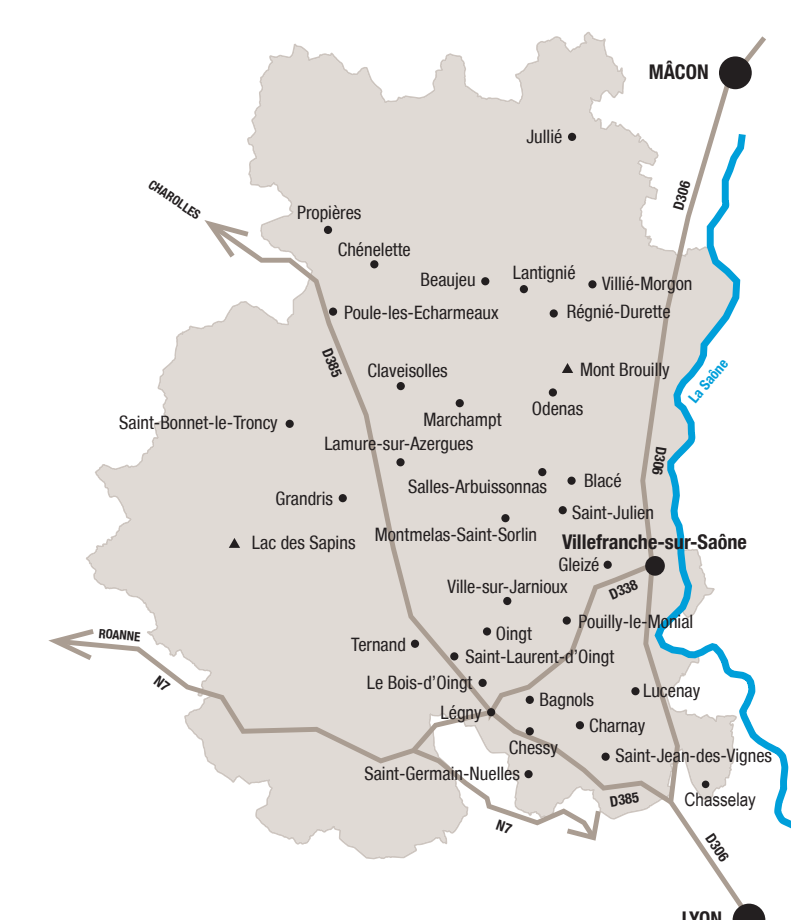 MÂCON
Jullié
D306
CHAROLLES
Propières
Chénelette
Beaujeu
Lantignié
Villié-Morgon
Poule-les-Echarmeaux
Régnié-Durette
D385
Claveisolles
Mont Brouilly
La Saône
Marchampt
Odenas
Saint-Bonnet-le-Troncy
Lamure-sur-Azergues
D306
Salles-Arbuissonnas
Blacé
Grandris
Saint-Julien
Montmelas-Saint-Sorlin
Lac des Sapins
Villefranche-sur-Saône
Gleizé
Ville-sur-Jarnioux
D338
Pouilly-le-Monial
ROANNE
Oingt
Ternand
Saint-Laurent-d'Oingt
N7
Le Bois-d'Oingt
Lucenay
Bagnols
Légny
Charnay
Chessy
Saint-Jean-des-Vignes
Saint-Germain-Nuelles
D385
Chasselay
N7
D306
LYON